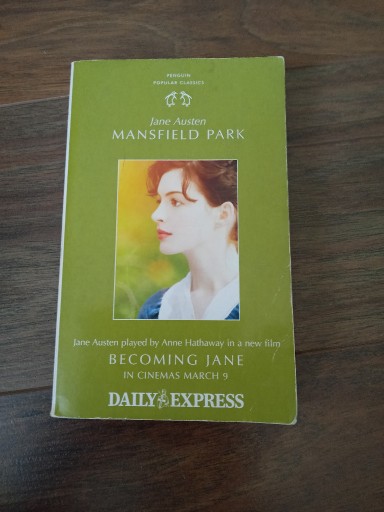 PENGUIN
POPULAR CLASSICS
Jane Austen
MANSFIELD PARK
Jane Austen played by Anne Hathaway in a new film
BECOMING JANE
IN CINEMAS MARCH 9
DAILY EXPRESS